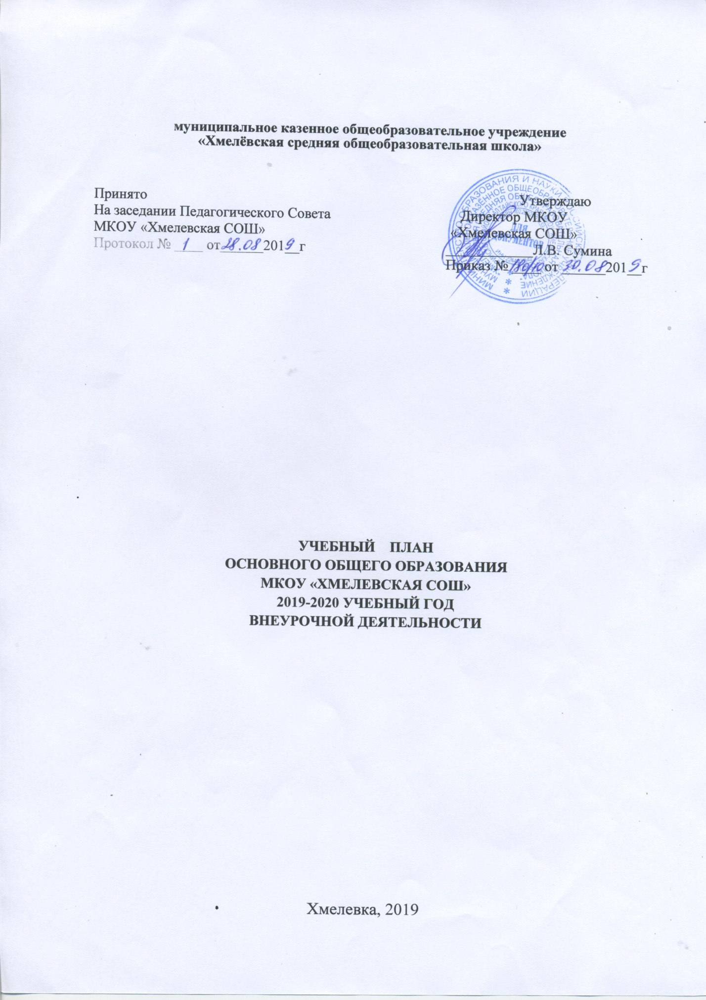 муниципальное казенное общеобразовательное учреждение
«Хмелёвская средняя общеобразовательная школа»
Принято
На заседании Педагогического Совета
МКОУ «Хмелевская СОШ»
Протокол № 1 от 28.08 2019 г
Утверждаю
Директор МКОУ
«Хмелевская СОШ»
Л.В. Сумина
Приказ № от 30.08 2019 г
ДЛЯ
ДОКУМЕНТОВ
УЧЕБНЫЙ ПЛАН
ОСНОВНОГО ОБЩЕГО ОБРАЗОВАНИЯ
МКОУ «ХМЕЛЕВСКАЯ СОШ»
2019-2020 УЧЕБНЫЙ ГОД
ВНЕУРОЧНОЙ ДЕЯТЕЛЬНОСТИ
Хмелевка, 2019